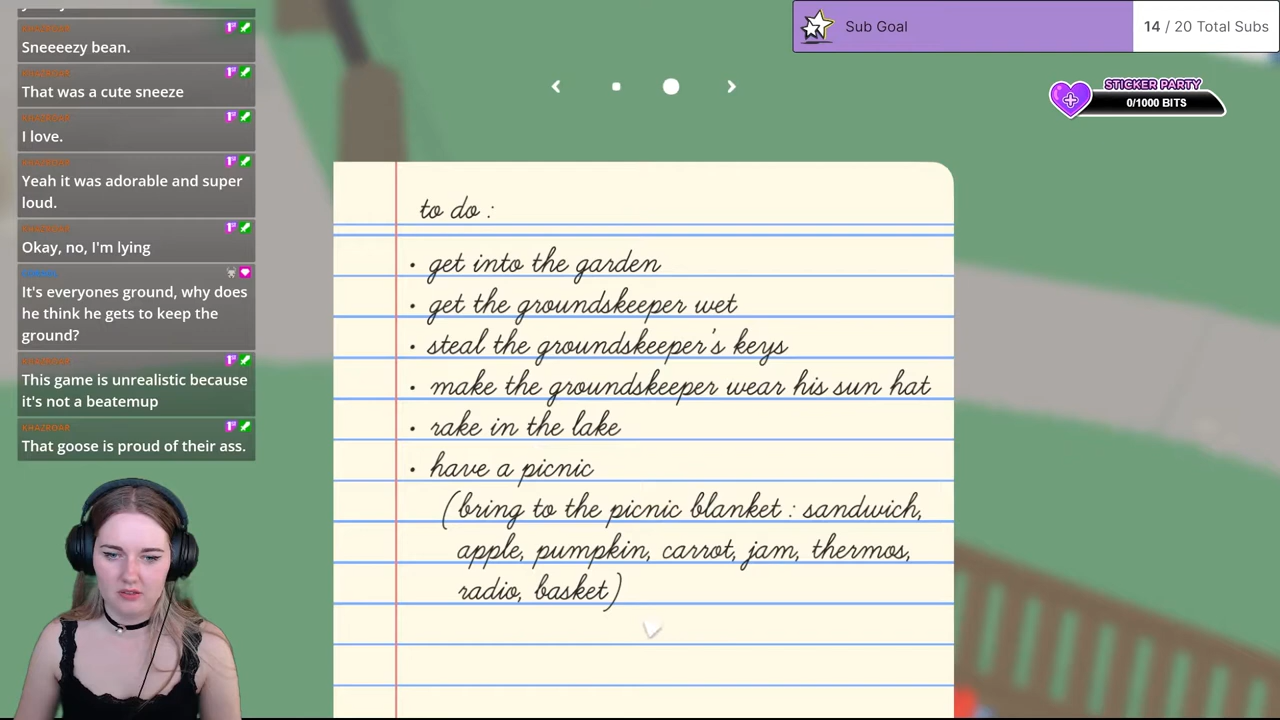 Sneeeezy bean.
That was a cute sneeze
I love.
Yeah it was adorable and super
loud.
Okay, no, I'm lying
It's everyones ground, why does
he think he gets to keep the
ground?
This game is unrealistic because
it's not a beatemup
KHAZROAR
That goose is proud of their ass.
Sub Goal
14 / 20 Total Subs
STICKER PARTY
0/1000 BITS
to do :
• get into the garden
• get the groundskeeper wet
• steal the groundskeeper's keys
• make the groundskeeper wear his sun hat
• rake in the lake
• have a picnic
(bring to the picnic blanket : sandwich,
apple, pumpkin, carrot, jam, thermos,
radio, basket)